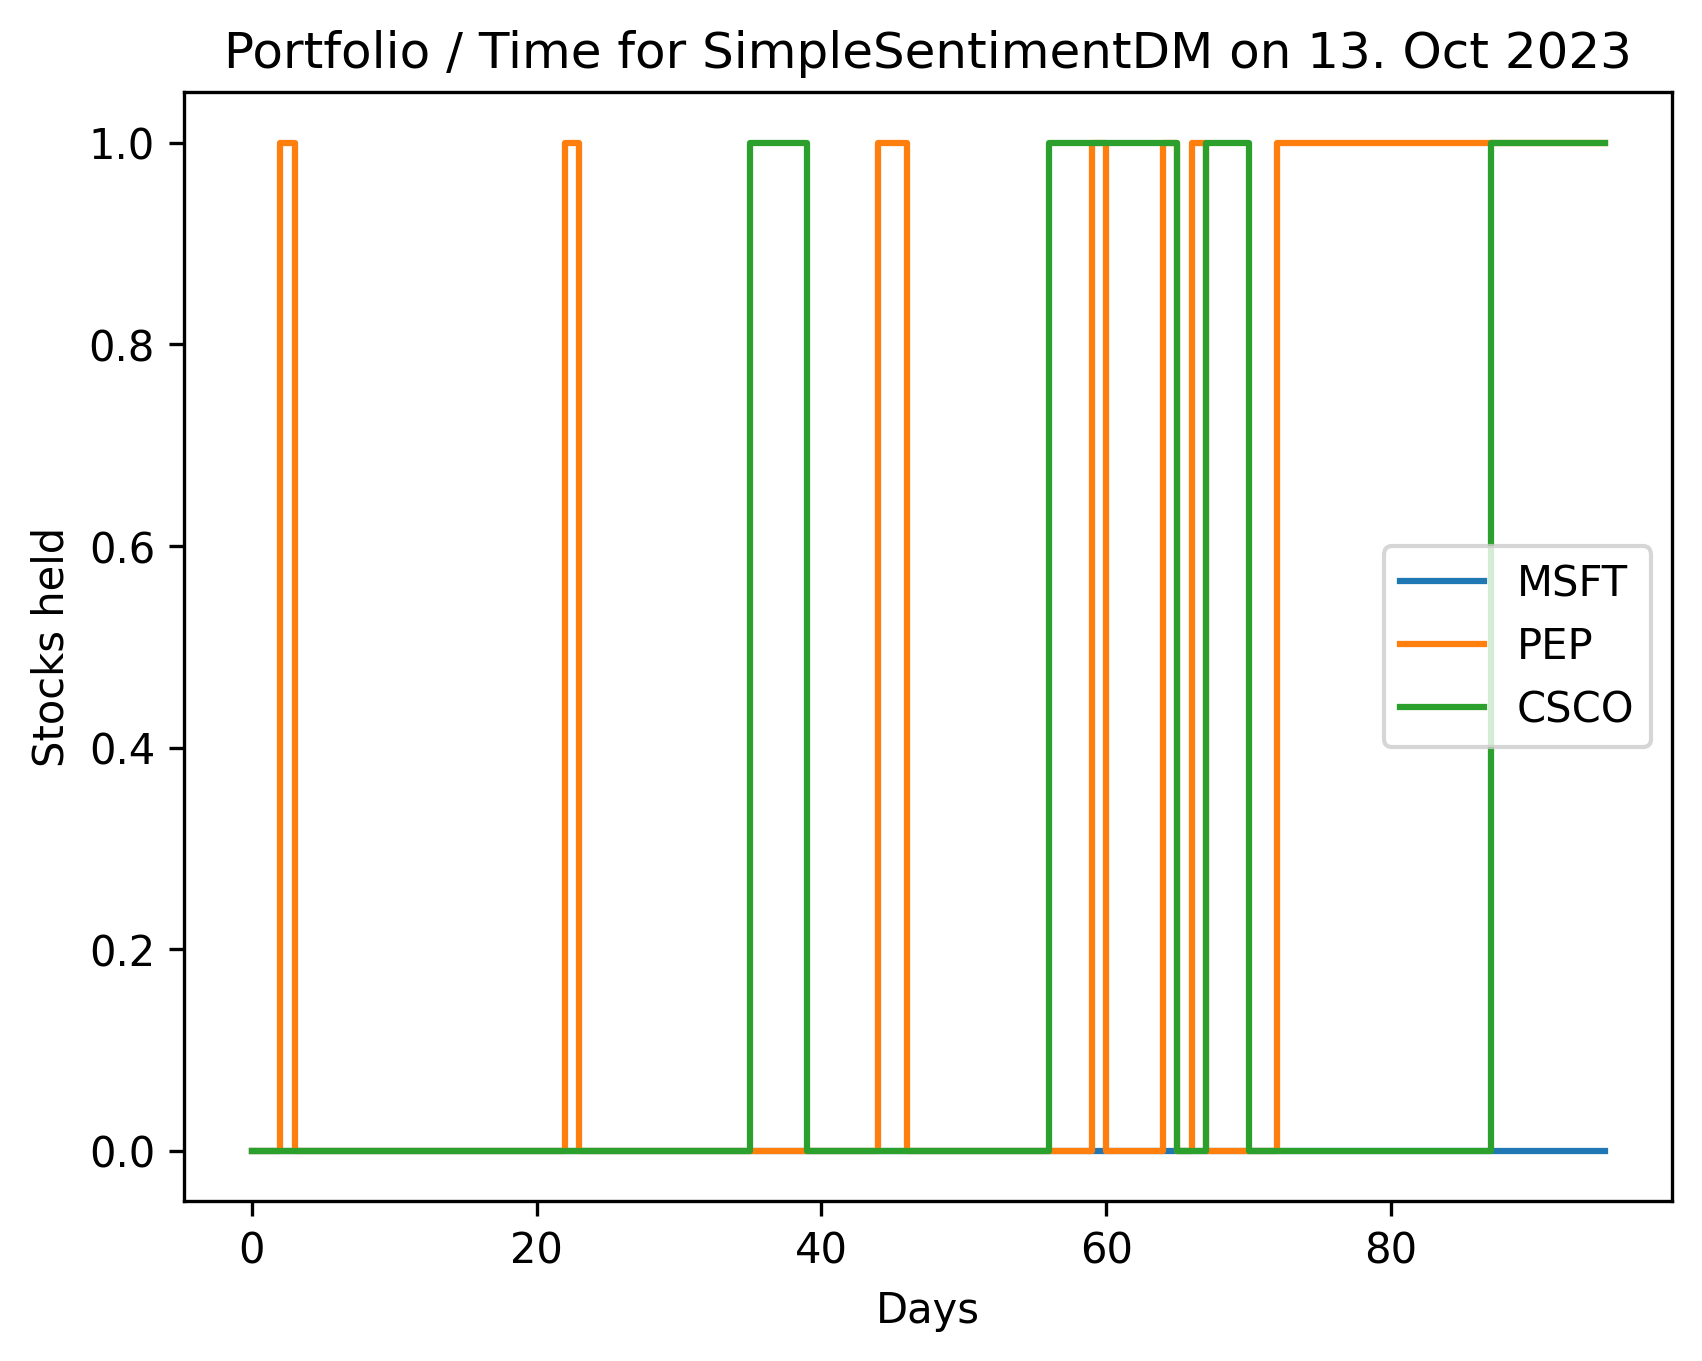 Portfolio / Time for SimpleSentimentDM on 13. Oct 2023
1.0
0.8
0.6
0.4
0.2
0.0
Stocks held
MSFT
PEP
CSCO
0 20 40 60 80
Days